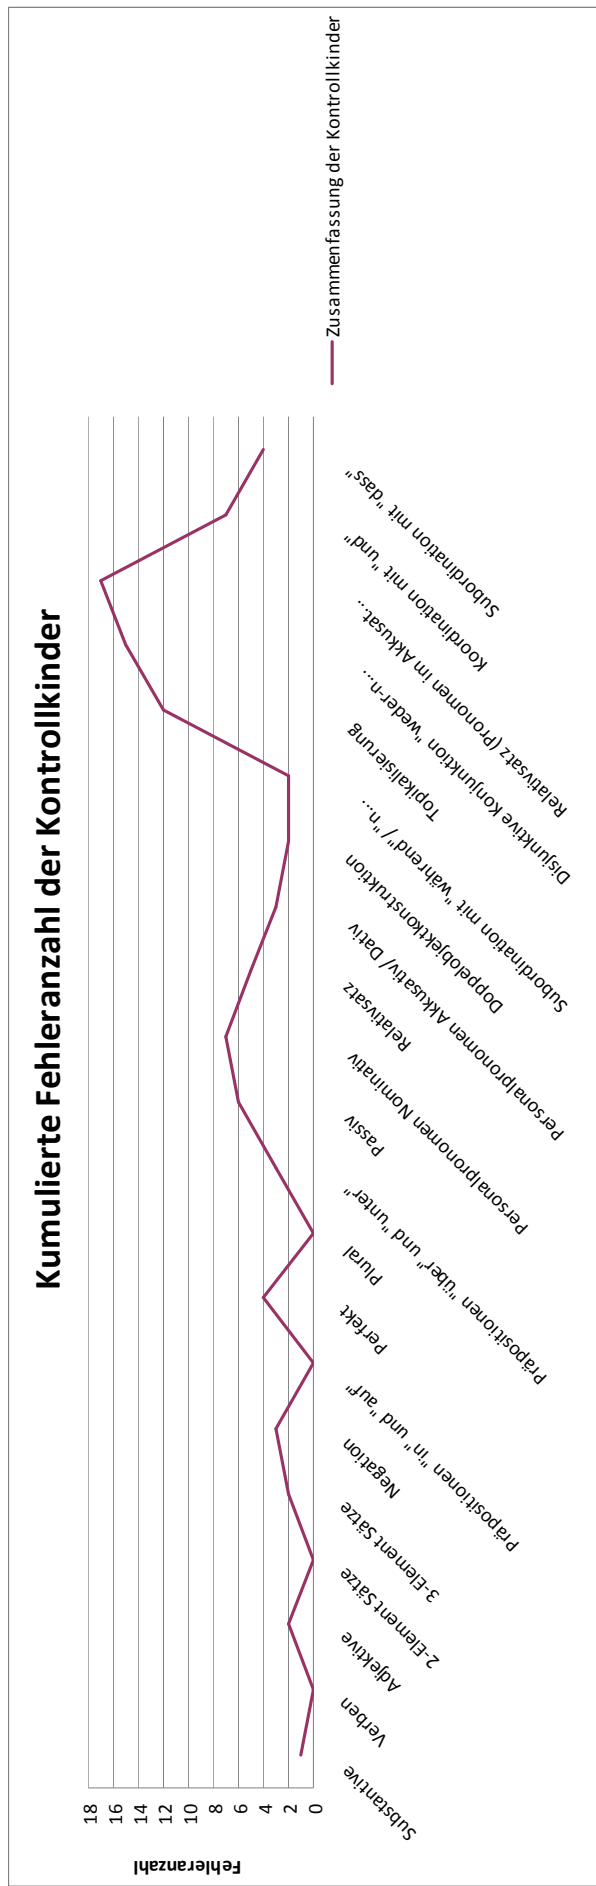 Kumulierte Fehleranzahl der Kontrollkinder
Fehleranzahl
18
16
14
12
10
8
6
4
2
0
Substantive
Verben
Adjektive
2-Element Sätze
3-Element Sätze
Negation
Präpositionen "in" und "auf"
Perfekt
Plural
Präpositionen "über" und "unter"
Passiv
Personalpronomen Nominativ
Relativsatz
Personalpronomen Akkusativ/ Dativ
Doppelobjektkonstruktion
Subordination mit "während"/ "n…
Topikalisierung
Disjunktive Konjunktion "weder-n…
Relativsatz (Pronomen im Akkusat…
Koordination mit "und"
Subordination mit "dass"
Zusammenfassung der Kontrollkinder